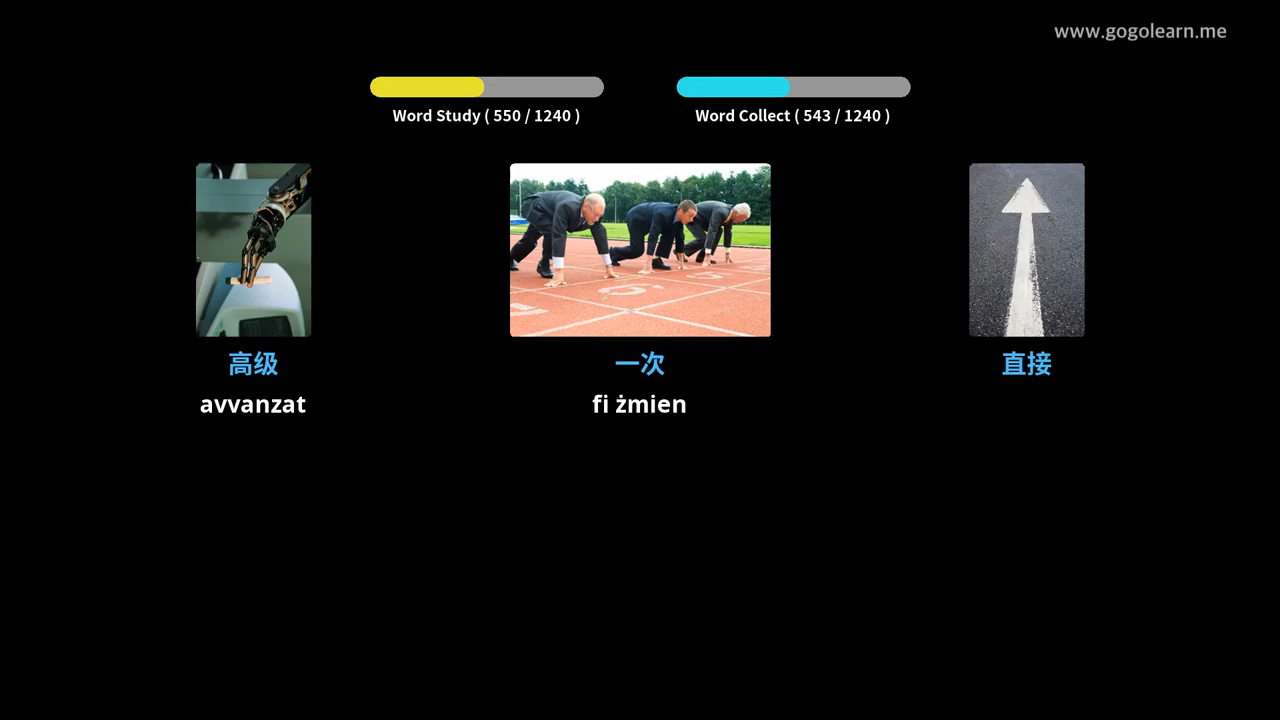 www.gogolearn.me
Word Study ( 550 / 1240 )
Word Collect ( 543 / 1240 )
高级
一次
直接
avvanzat
fi żmien